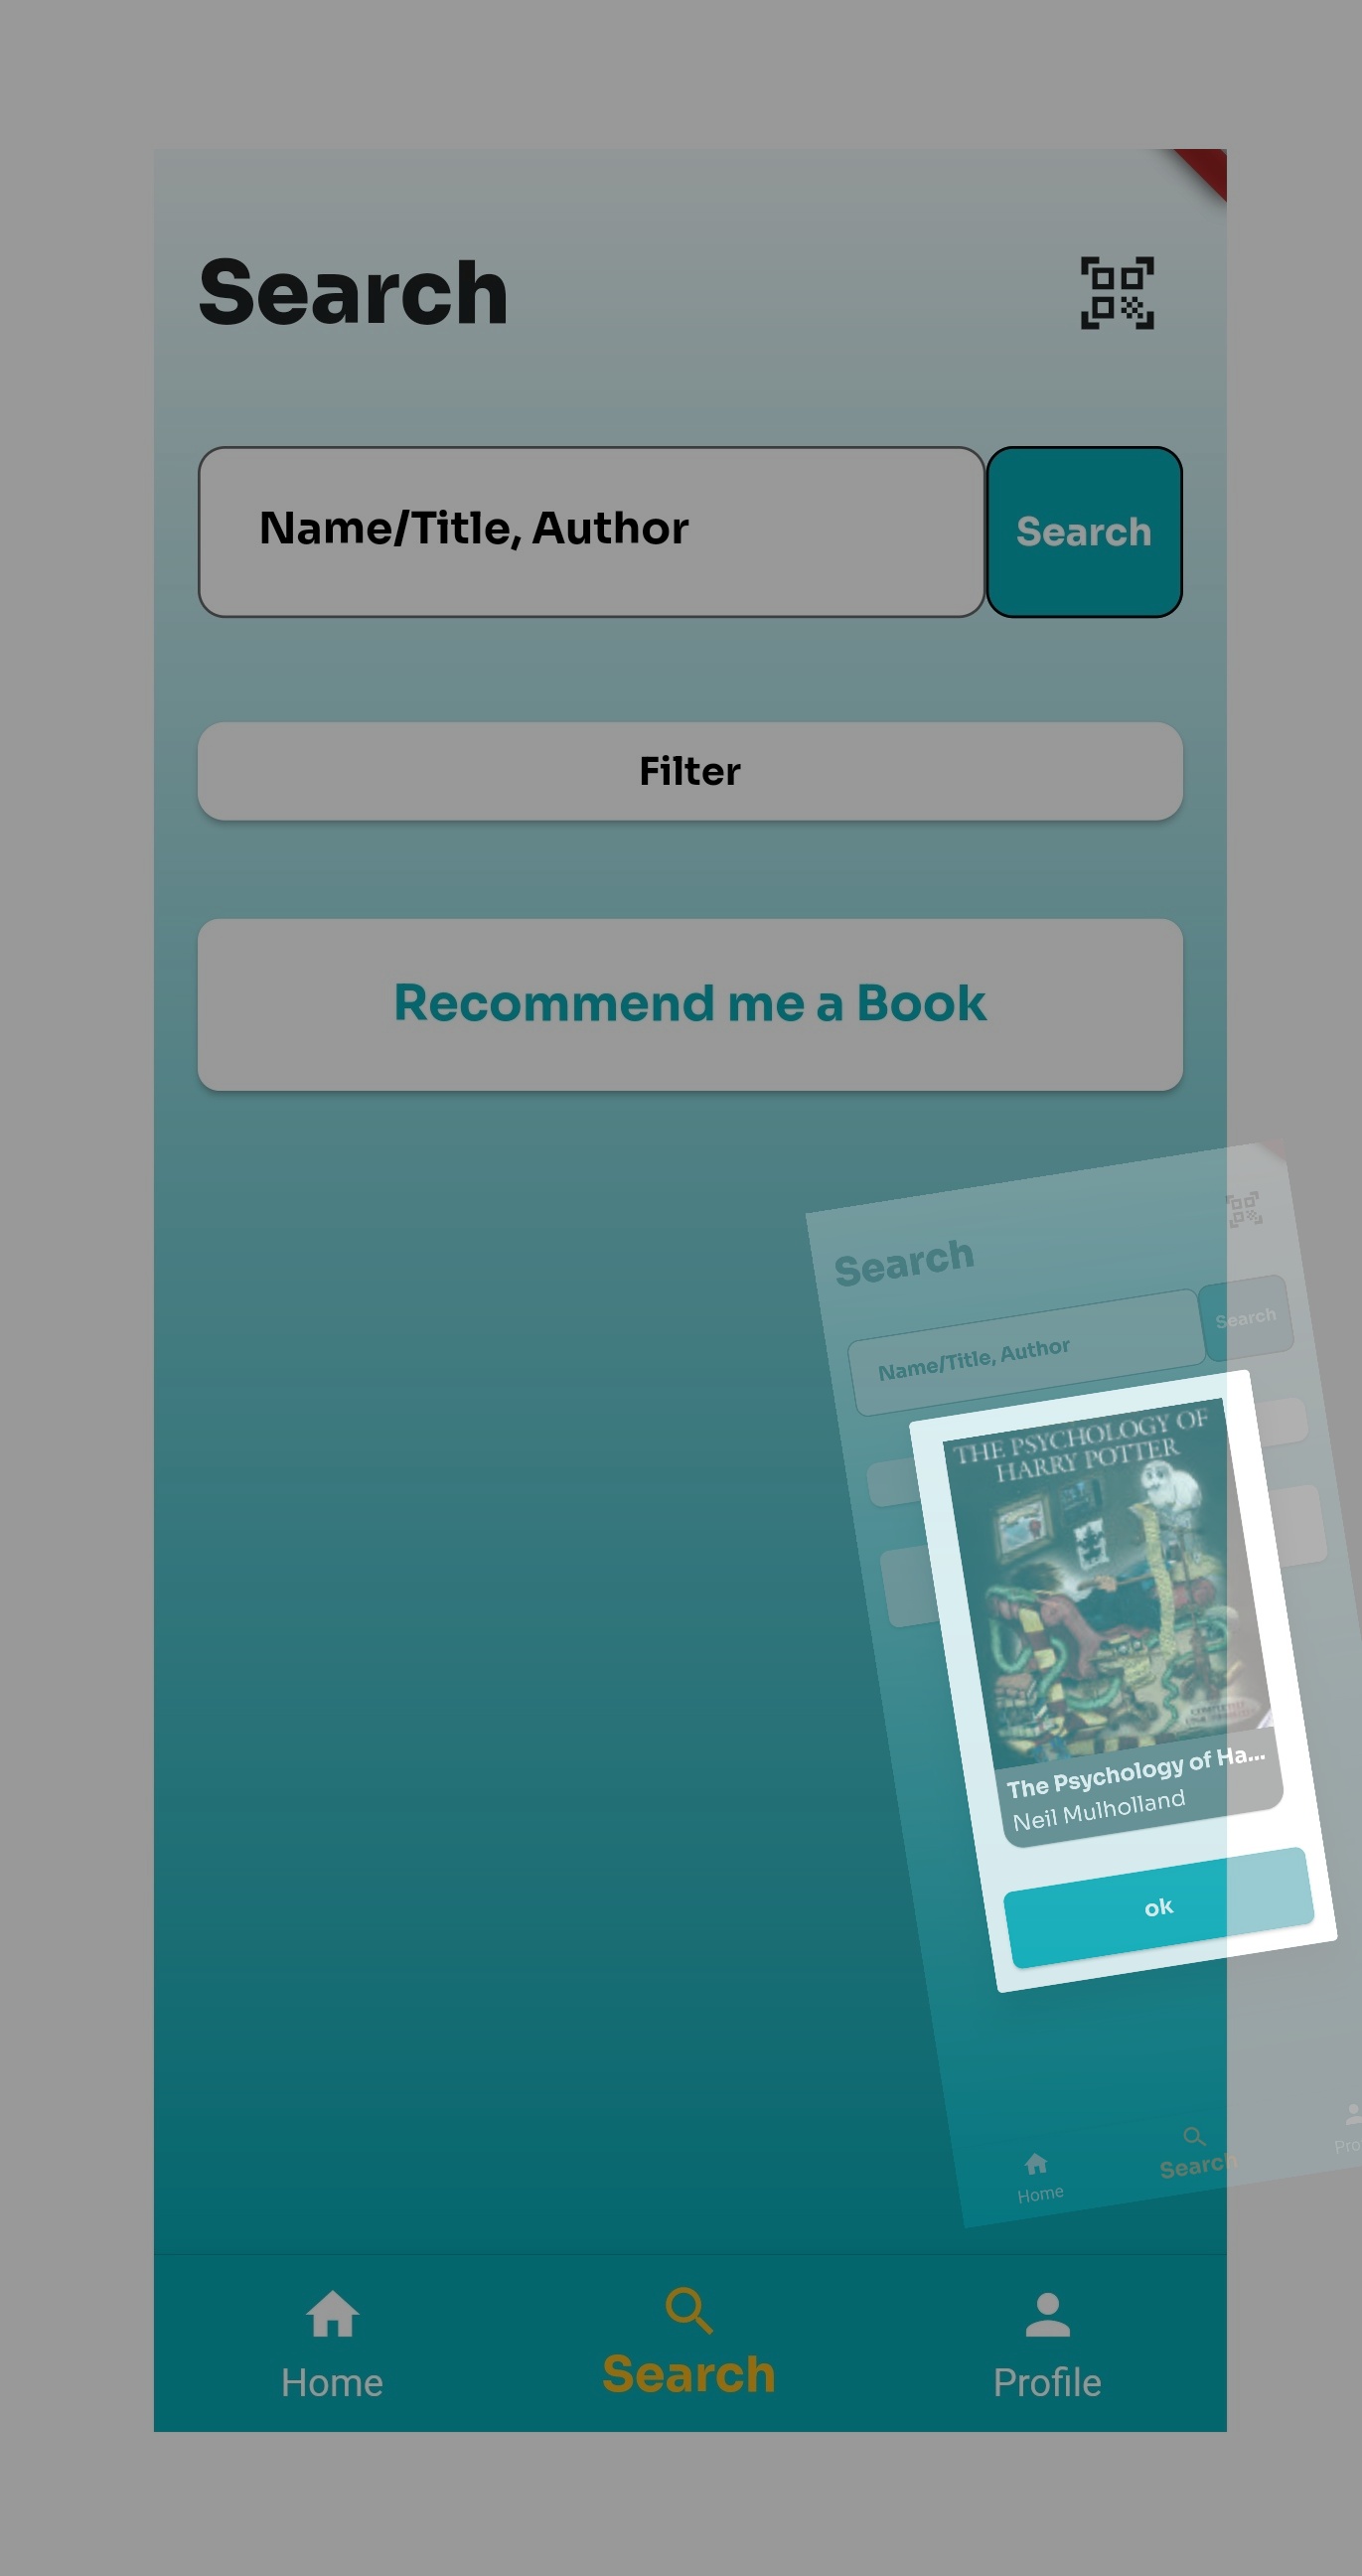 Search
Name/Title, Author
Search
Filter
Recommend me a Book
Search
Name/Title, Author
Search
THE PSYCHOLOGY OF
HARRY POTTER
The Psychology of Ha...
Neil Mulholland
ok
Home
Search
Home
Search
Profile